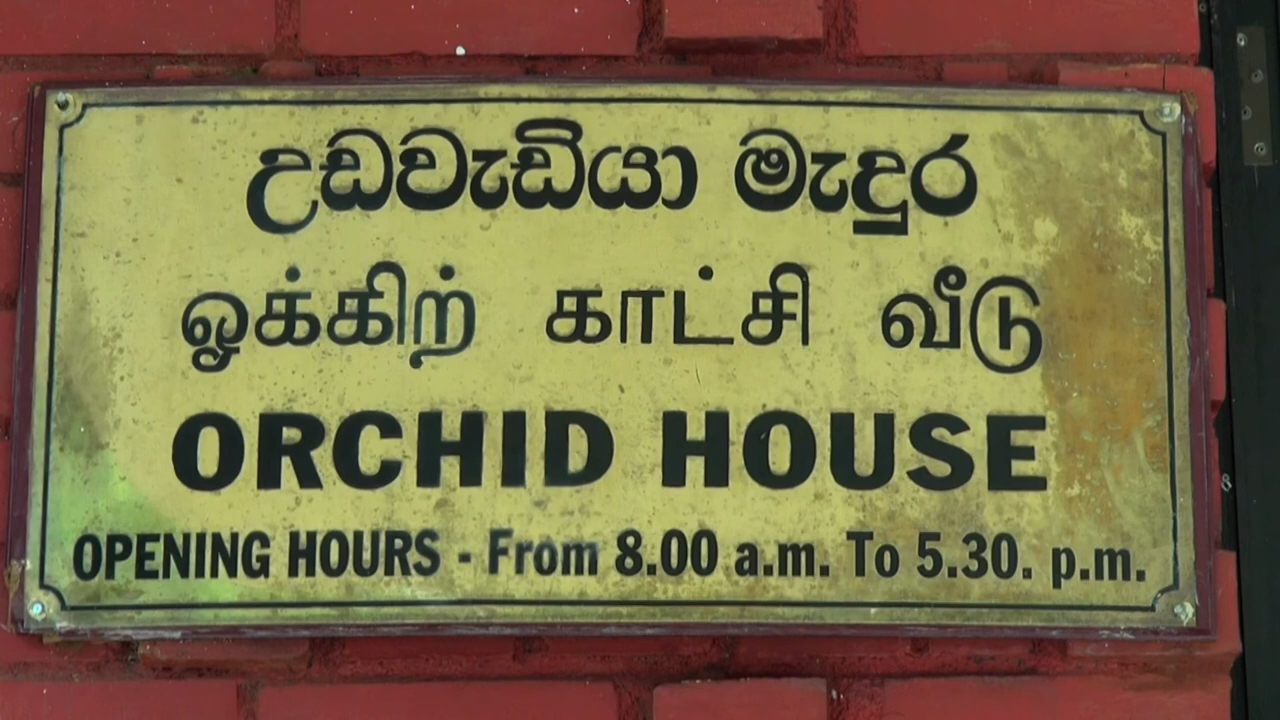 උඩවැඩියා මැදුර
ஓக்கிற் காட்சி வீடு
ORCHID HOUSE
OPENING HOURS - From 8.00 a.m. To 5.30. p.m.